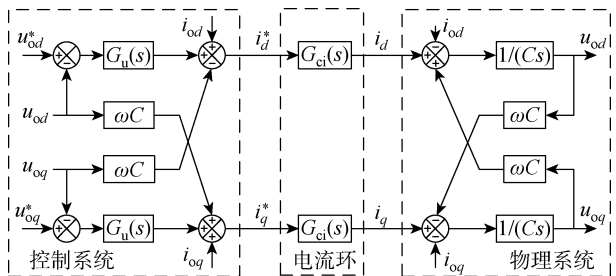 u*od
Gu(s)
iod
i*d
Gci(s)
id
iod
1/(Cs)
uod
uod
ωC
ωC
uoq
ωC
ωC
u*oq
Gu(s)
ioq
i*q
Gci(s)
iq
ioq
1/(Cs)
uoq
控制系统
电流环
物理系统